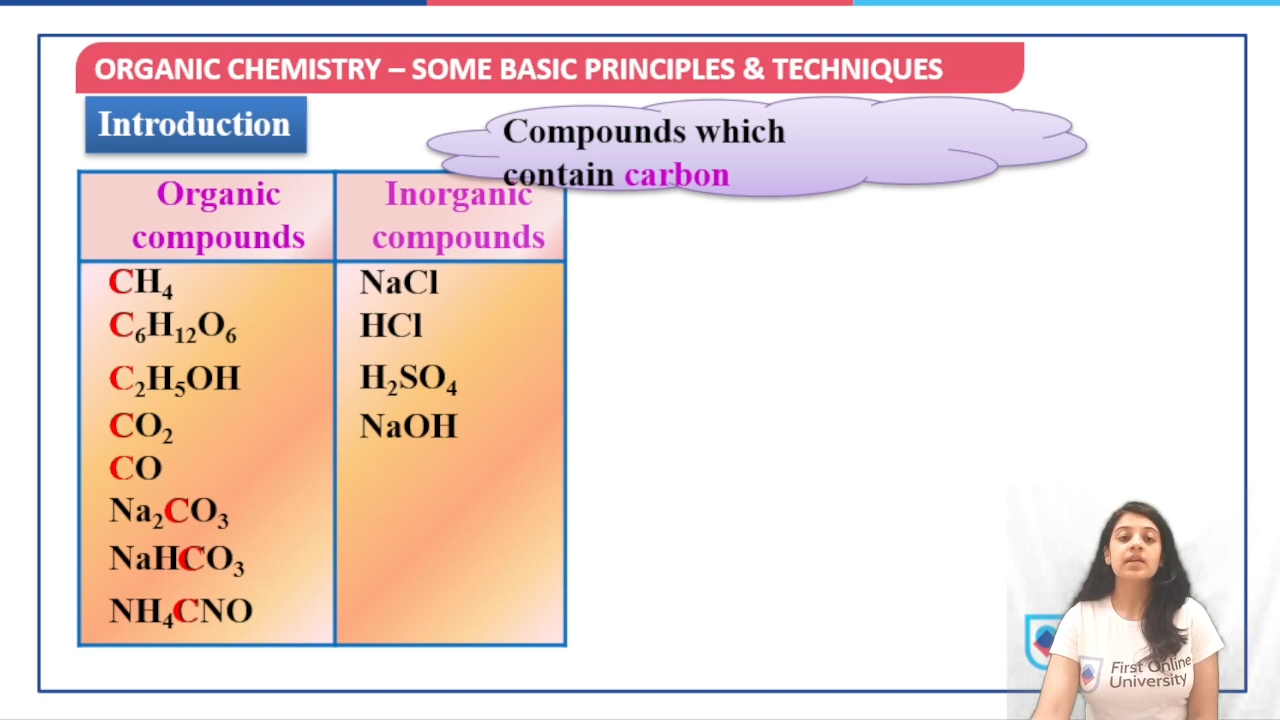 ORGANIC CHEMISTRY – SOME BASIC PRINCIPLES & TECHNIQUES
Introduction
Compounds which
contain carbon
Organic
compounds
Inorganic
compounds
CH₄
C₆H₁₂O₆
C₂H₅OH
CO₂
CO
Na₂CO₃
NaHCO₃
NH₄CNO
NaCl
HCl
H₂SO₄
NaOH
First Online
University